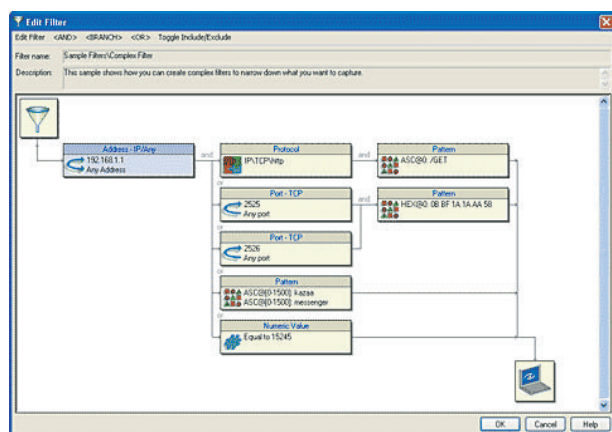 Edit Filter
Edit Filter <AND> <BRANCH> <OR> Toggle Include/Exclude
Filter name: Sample Filters\Complex Filter
Description: This sample shows how you can create complex filters to narrow down what you want to capture.
Address - IP/Any
192.168.1.1
Any Address
and
Protocol
IP\TCP\http
and
Pattern
ASC@0: /GET
or
Port - TCP
2525
Any port
and
Pattern
HEX@0: 0B BF 1A 1A AA 58
or
Port - TCP
2526
Any port
or
Pattern
ASC@[0-1500]: kazaa
ASC@[0-1500]: messenger
or
Numeric Value
Equal to 15245
OK Cancel Help